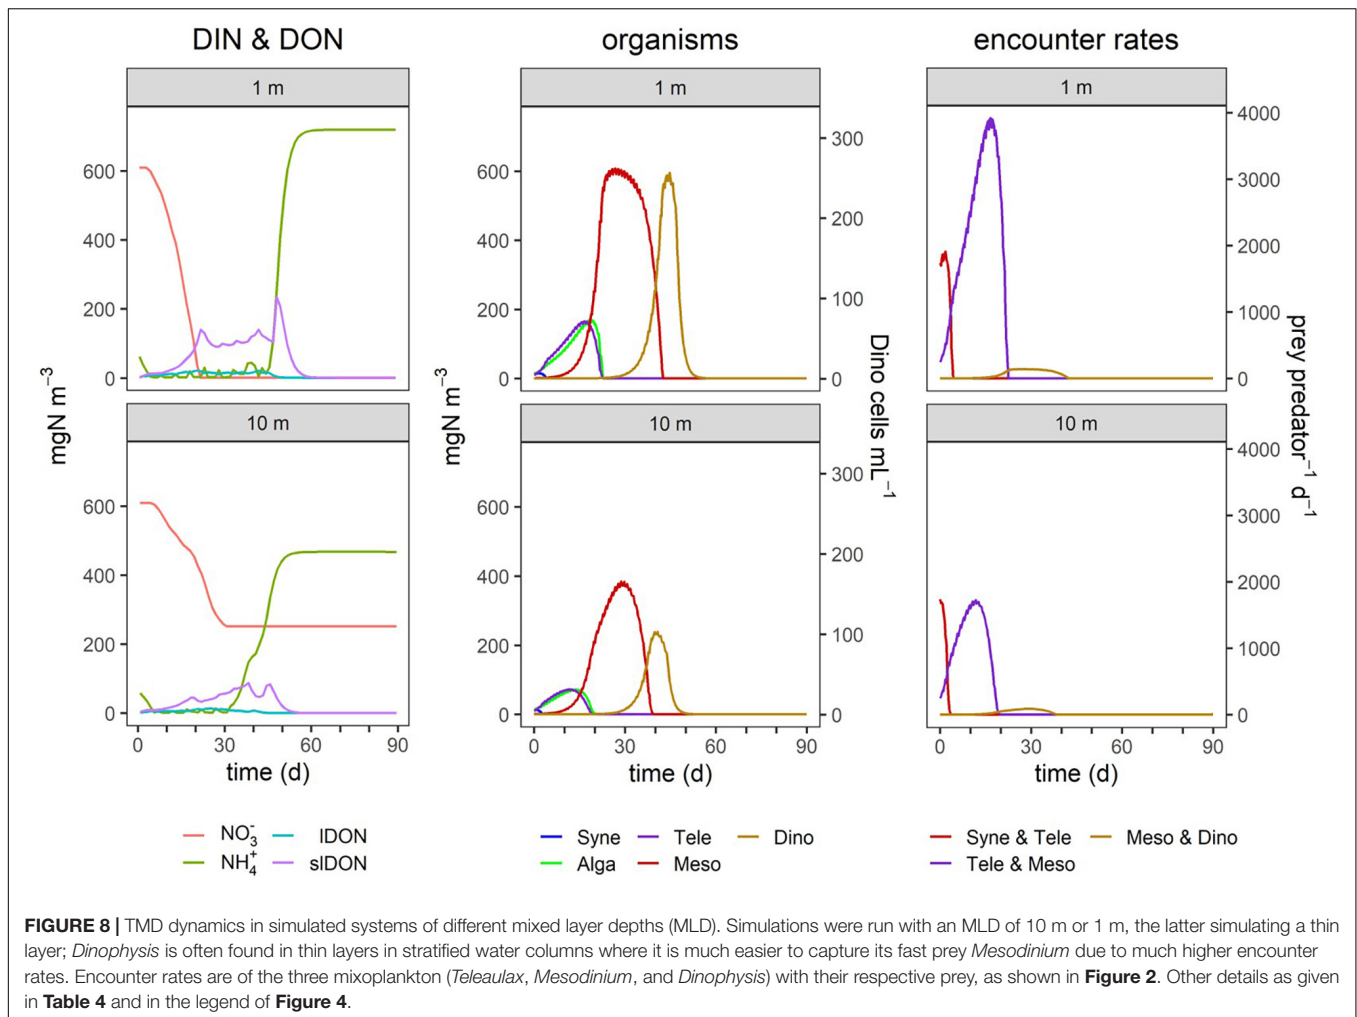 DIN & DON
organisms
encounter rates
1 m
1 m
1 m
600
400
200
0
600
400
200
0
300
200
100
0
4000
3000
2000
1000
0
mgN m⁻³
mgN m⁻³
Dino cells mL⁻¹
prey predator⁻¹ d⁻¹
10 m
10 m
10 m
600
400
200
0
600
400
200
0
300
200
100
0
4000
3000
2000
1000
0
0 30 60 90
0 30 60 90
0 30 60 90
time (d)
time (d)
time (d)
NO₃⁻ lDON
NH₄⁺ slDON
Syne Tele Dino
Alga Meso
Syne & Tele Meso & Dino
Tele & Meso
FIGURE 8 | TMD dynamics in simulated systems of different mixed layer depths (MLD). Simulations were run with an MLD of 10 m or 1 m, the latter simulating a thin
layer; Dinophysis is often found in thin layers in stratified water columns where it is much easier to capture its fast prey Mesodinium due to much higher encounter
rates. Encounter rates are of the three mixoplankton (Teleaulax, Mesodinium, and Dinophysis) with their respective prey, as shown in Figure 2. Other details as given
in Table 4 and in the legend of Figure 4.